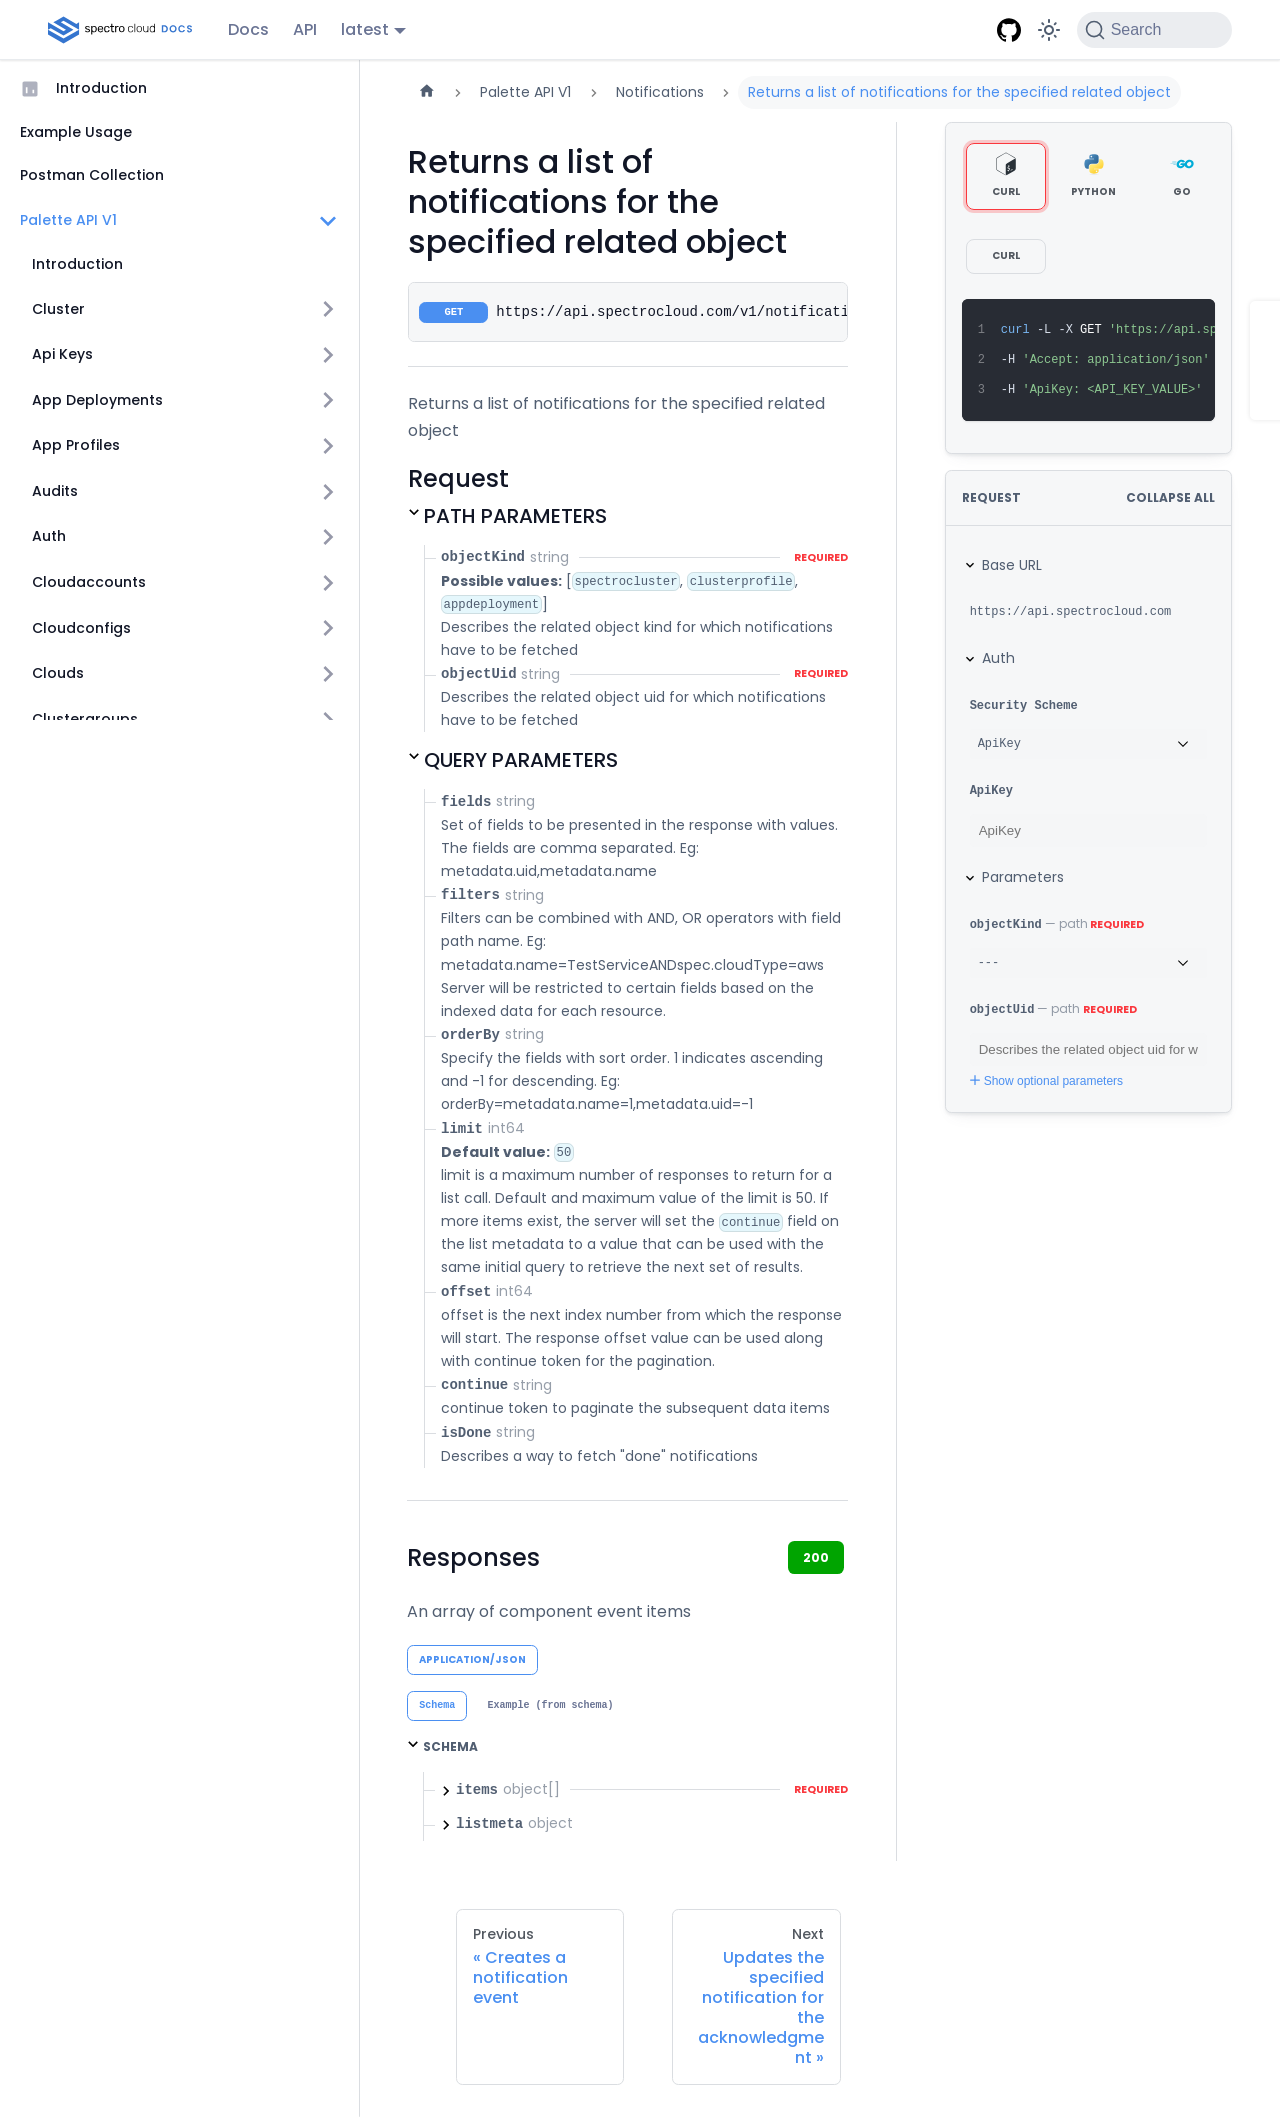 spectro cloud DOCS
Docs
API
latest
Search
Introduction
Example Usage
Postman Collection
Palette API V1
Introduction
Cluster
Api Keys
App Deployments
App Profiles
Audits
Auth
Cloudaccounts
Cloudconfigs
Clouds
Clustergroups
Palette API V1
Notifications
Returns a list of notifications for the specified related object
Returns a list of
notifications for the
specified related object
GET https://api.spectrocloud.com/v1/notificati
Returns a list of notifications for the specified related
object
Request
PATH PARAMETERS
objectKind string REQUIRED
Possible values: [spectrocluster, clusterprofile,
appdeployment]
Describes the related object kind for which notifications
have to be fetched
objectUid string REQUIRED
Describes the related object uid for which notifications
have to be fetched
QUERY PARAMETERS
fields string
Set of fields to be presented in the response with values.
The fields are comma separated. Eg:
metadata.uid,metadata.name
filters string
Filters can be combined with AND, OR operators with field
path name. Eg:
metadata.name=TestServiceANDspec.cloudType=aws
Server will be restricted to certain fields based on the
indexed data for each resource.
orderBy string
Specify the fields with sort order. 1 indicates ascending
and -1 for descending. Eg:
orderBy=metadata.name=1,metadata.uid=-1
limit int64
Default value: 50
limit is a maximum number of responses to return for a
list call. Default and maximum value of the limit is 50. If
more items exist, the server will set the continue field on
the list metadata to a value that can be used with the
same initial query to retrieve the next set of results.
offset int64
offset is the next index number from which the response
will start. The response offset value can be used along
with continue token for the pagination.
continue string
continue token to paginate the subsequent data items
isDone string
Describes a way to fetch "done" notifications
Responses
200
An array of component event items
APPLICATION/JSON
Schema
Example (from schema)
SCHEMA
items object[] REQUIRED
listmeta object
Previous
« Creates a
notification
event
Next
Updates the
specified
notification for
the
acknowledgme
nt »
CURL
PYTHON
GO
CURL
1 curl -L -X GET 'https://api.sp
2 -H 'Accept: application/json'
3 -H 'ApiKey: <API_KEY_VALUE>'
REQUEST
COLLAPSE ALL
Base URL
https://api.spectrocloud.com
Auth
Security Scheme
ApiKey
ApiKey
ApiKey
Parameters
objectKind — path REQUIRED
---
objectUid — path REQUIRED
Describes the related object uid for w
Show optional parameters